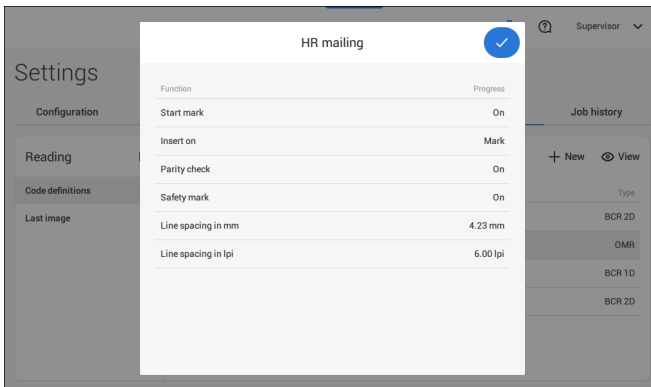 Supervisor
HR mailing
Settings
Configuration
Job history
Function Progress
Start mark On
Insert on Mark
Parity check On
Safety mark On
Line spacing in mm 4.23 mm
Line spacing in lpi 6.00 lpi
Reading
New View
Code definitions
Last image
Type
BCR 2D
OMR
BCR 1D
BCR 2D